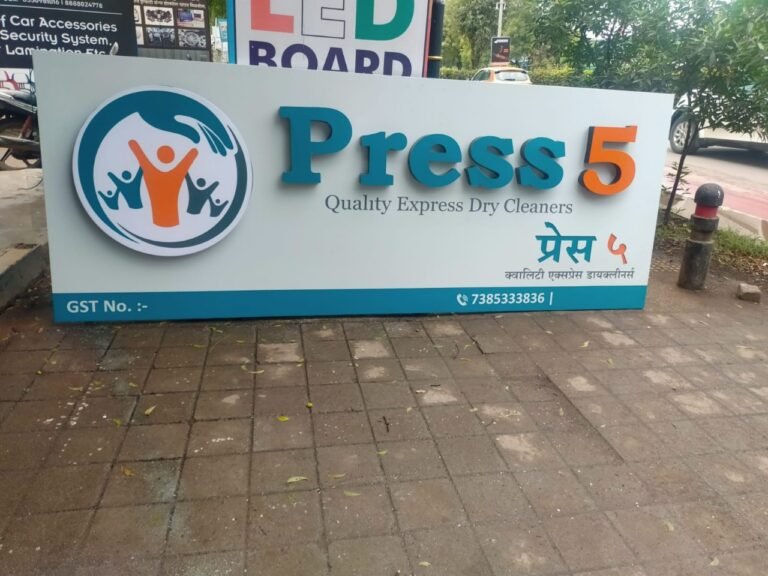 of Car Accessories
Security System,
LED
BOARD
Press 5
Quality Express Dry Cleaners
प्रेस ५
क्वालिटी एक्सप्रेस डायक्लीनर्स
GST No. :-
7385333836 |